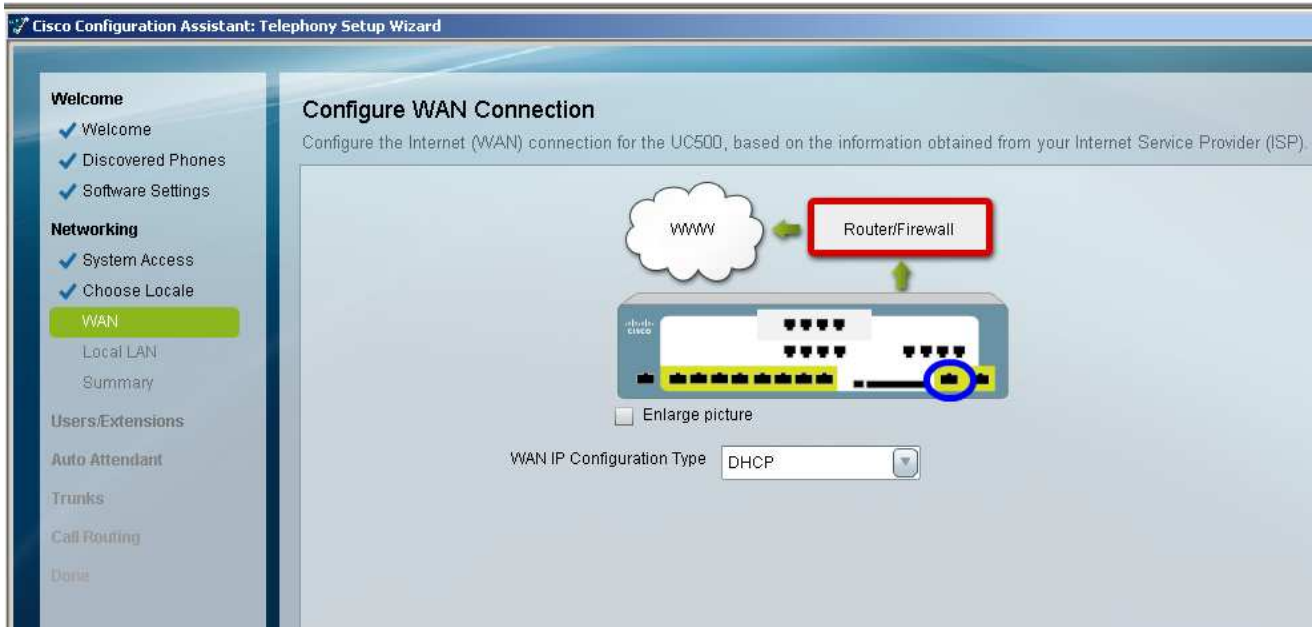 Cisco Configuration Assistant: Telephony Setup Wizard
Welcome
Welcome
Discovered Phones
Software Settings
Networking
System Access
Choose Locale
WAN
Local LAN
Summary
Users/Extensions
Auto Attendant
Trunks
Call Routing
Done
Configure WAN Connection
Configure the Internet (WAN) connection for the UC500, based on the information obtained from your Internet Service Provider (ISP).
WWW
Router/Firewall
CISCO
Enlarge picture
WAN IP Configuration Type DHCP